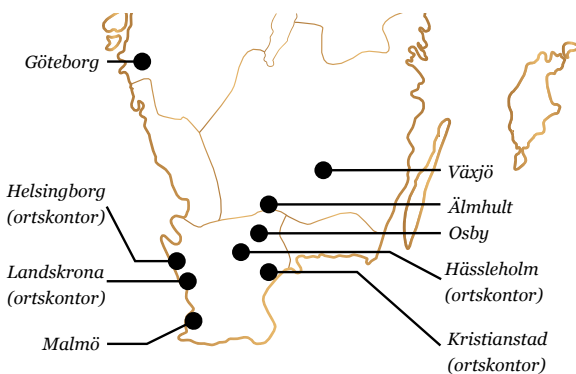 Göteborg
Helsingborg
(ortskontor)
Landskrona
(ortskontor)
Malmö
Växjö
Älmhult
Osby
Hässleholm
(ortskontor)
Kristianstad
(ortskontor)